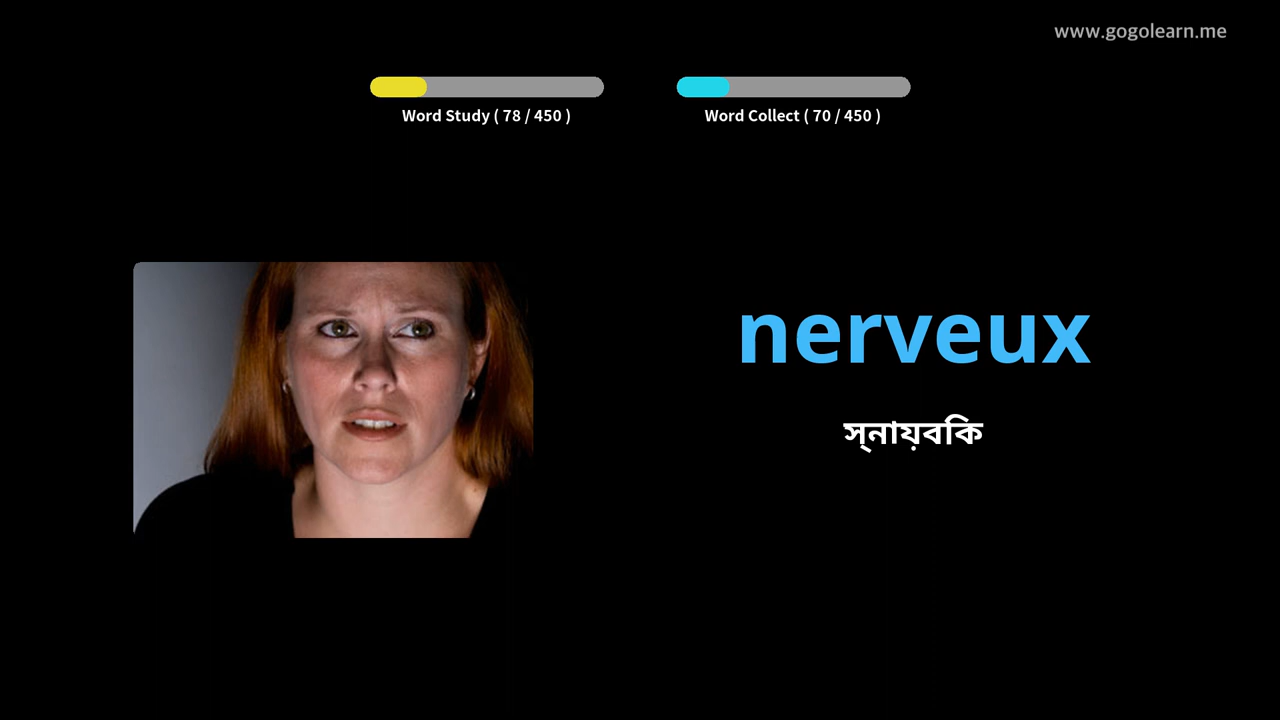 www.gogolearn.me
Word Study ( 78 / 450 )
Word Collect ( 70 / 450 )
nerveux
স্নায়বকি